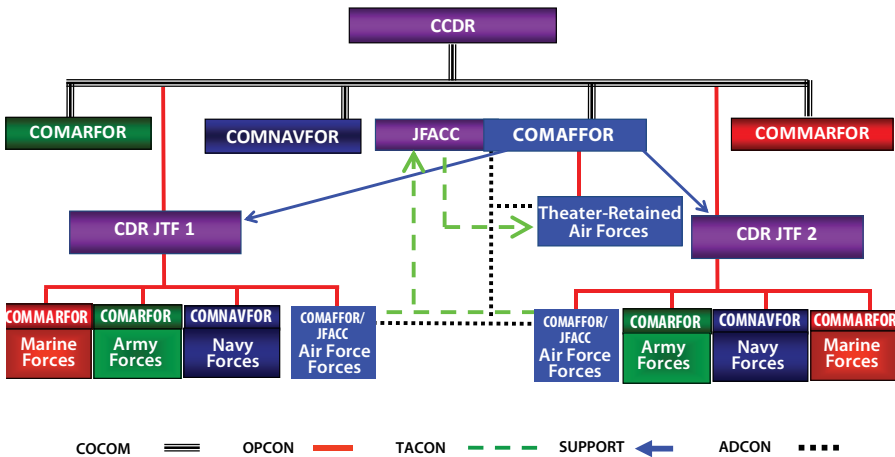 CCDR
COMARFOR
COMNAVFOR
JFACC
COMAFFOR
COMMARFOR
Theater-Retained
Air Forces
CDR JTF 1
CDR JTF 2
COMMARFOR
Marine
Forces
COMARFOR
Army
Forces
COMNAVFOR
Navy
Forces
COMAFFOR/
JFACC
Air Force
Forces
COMAFFOR/
JFACC
Air Force
Forces
COMARFOR
Army
Forces
COMNAVFOR
Navy
Forces
COMMARFOR
Marine
Forces
COCOM
OPCON
TACON
SUPPORT
ADCON